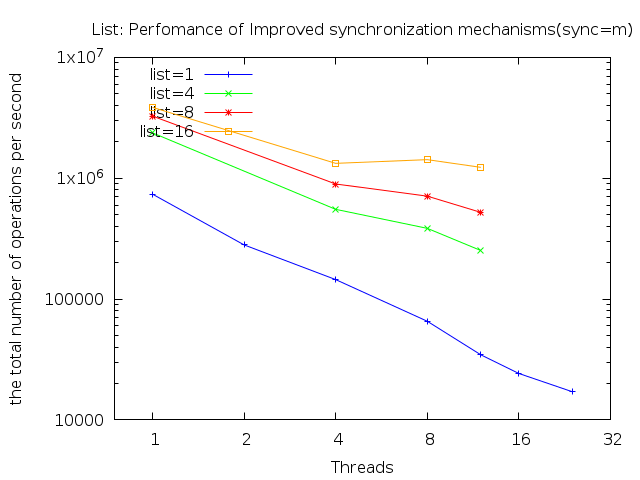 List: Perfomance of Improved synchronization mechanisms(sync=m)
1x10^7
1x10^6
100000
10000
the total number of operations per second
list=1
list=4
list=8
list=16
1 2 4 8 16 32
Threads